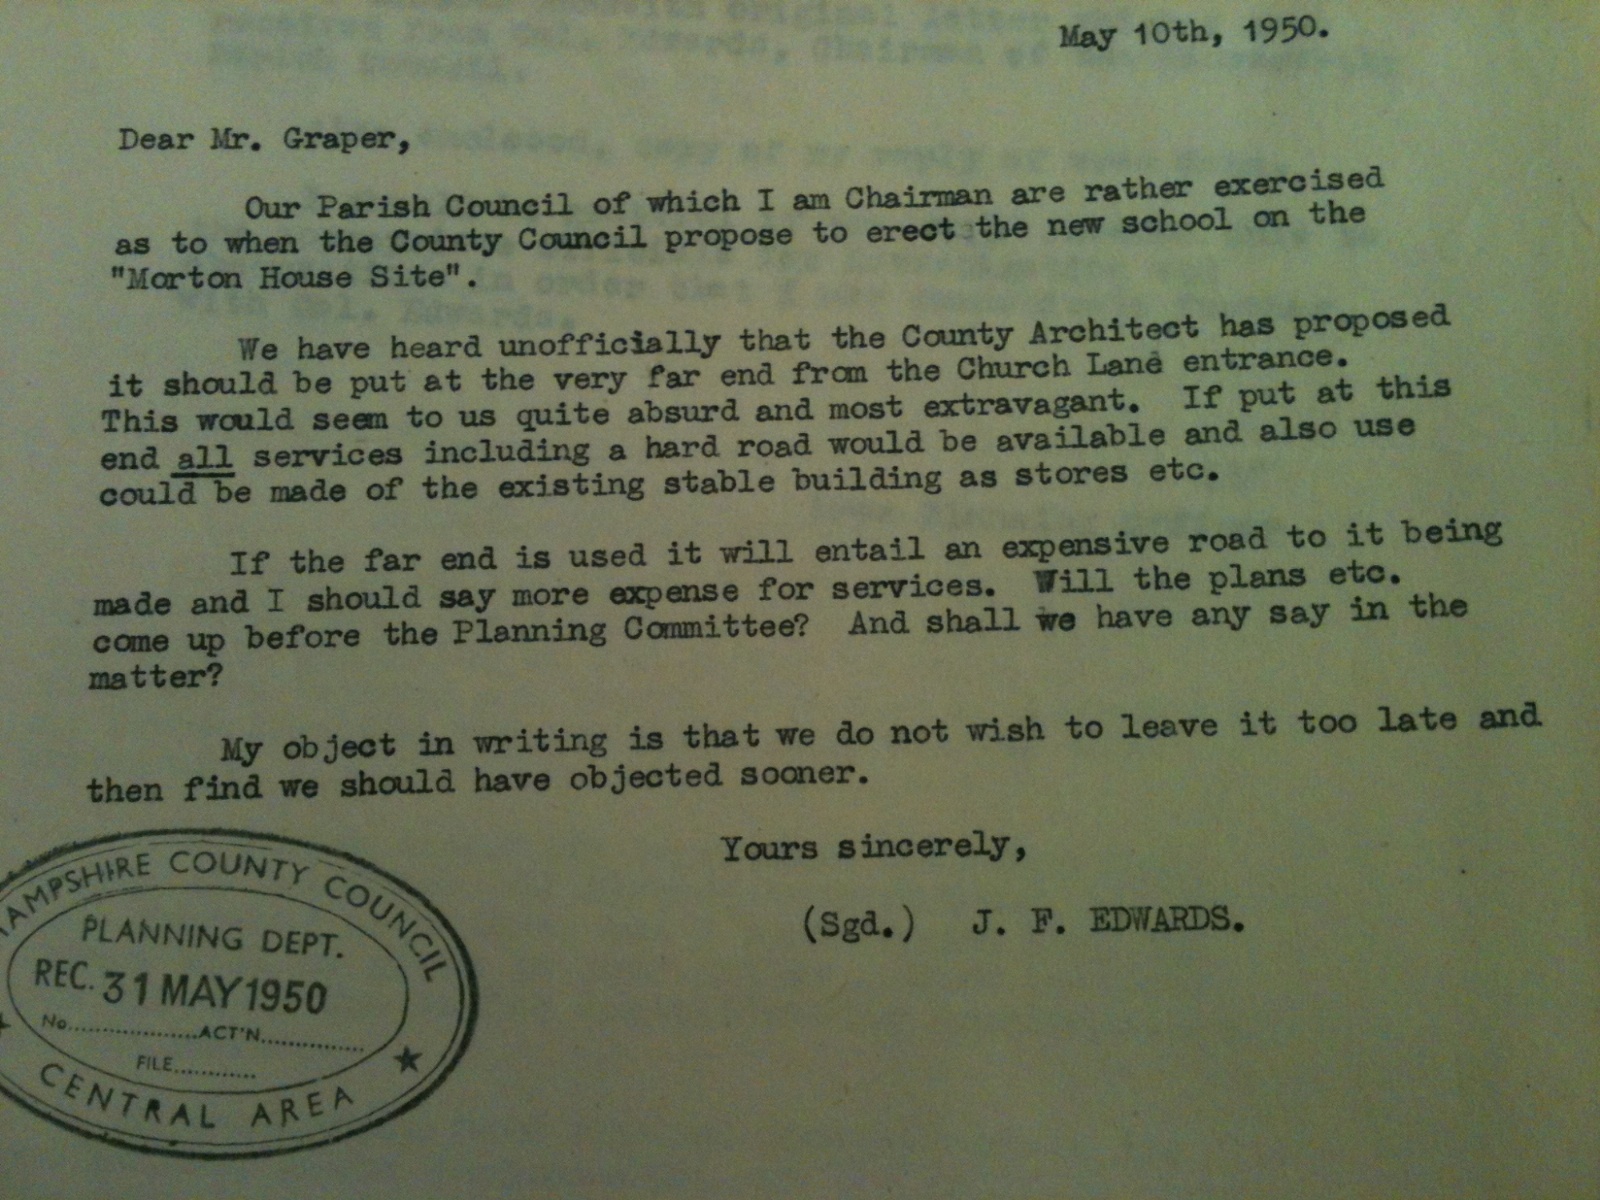 May 10th, 1950.
Dear Mr. Graper,
Our Parish Council of which I am Chairman are rather exercised
as to when the County Council propose to erect the new school on the
"Morton House Site".
We have heard unofficially that the County Architect has proposed
it should be put at the very far end from the Church Lane entrance.
This would seem to us quite absurd and most extravagant. If put at this
end all services including a hard road would be available and also use
could be made of the existing stable building as stores etc.
If the far end is used it will entail an expensive road to it being
made and I should say more expense for services. Will the plans etc.
come up before the Planning Committee? And shall we have any say in the
matter?
My object in writing is that we do not wish to leave it too late and
then find we should have objected sooner.
Yours sincerely,
(Sgd.) J. F. EDWARDS.
HAMPSHIRE COUNTY COUNCIL
PLANNING DEPT.
REC. 31 MAY 1950
No..................ACT'N..............
FILE............
CENTRAL AREA